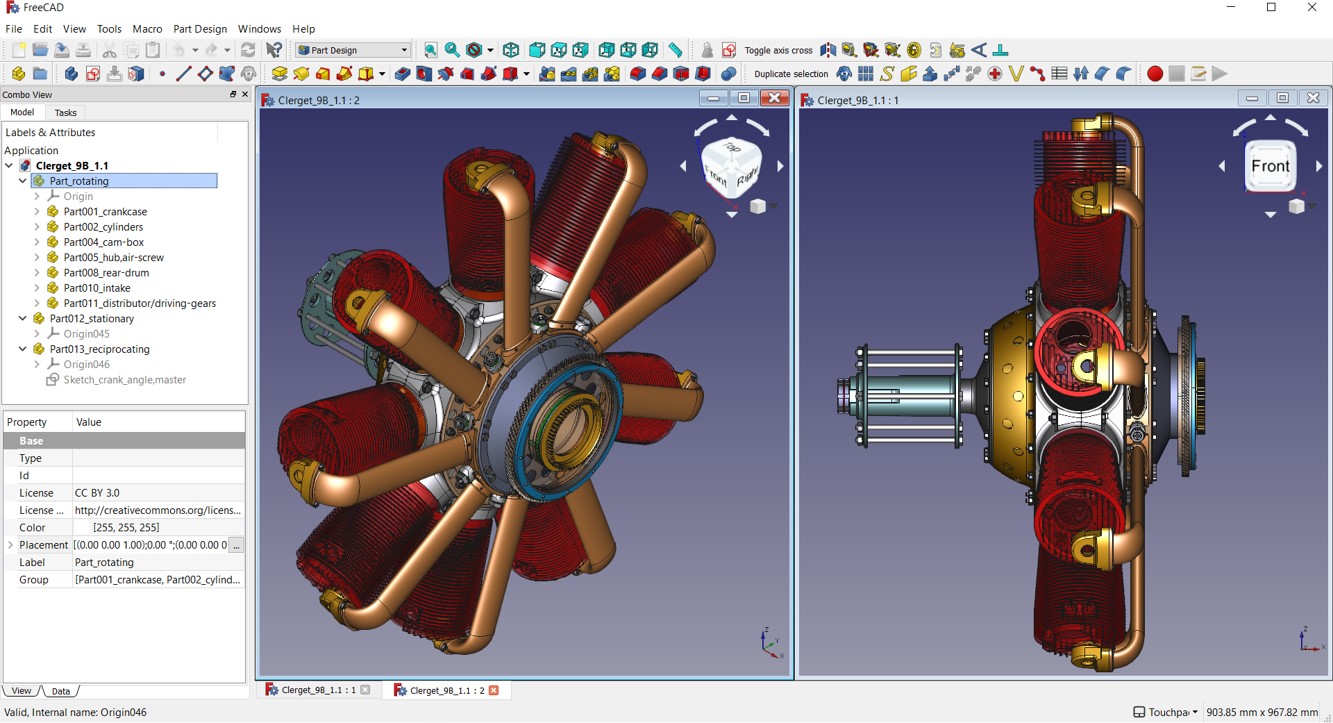 FreeCAD
File Edit View Tools Macro Part Design Windows Help
Part Design
Toggle axis cross
Duplicate selection
Combo View
Model Tasks
Labels & Attributes
Application
Clerget_9B_1.1
Part_rotating
Origin
Part001_crankcase
Part002_cylinders
Part004_cam-box
Part005_hub,air-screw
Part008_rear-drum
Part010_intake
Part011_distributor/driving-gears
Part012_stationary
Origin045
Part013_reciprocating
Origin046
Sketch_crank_angle,master
Property Value
Base
Type
Id
License CC BY 3.0
License ... http://creativecommons.org/licens...
Color [255, 255, 255]
Placement [(0.00 0.00 1.00);0.00 °;(0.00 0.00 0 ...
Label Part_rotating
Group [Part001_crankcase, Part002_cylind...
View Data
Clerget_9B_1.1 : 2
Top
Front Right
Z
Y
X
Clerget_9B_1.1 : 1
Front
Z
Y X
Clerget_9B_1.1 : 1 Clerget_9B_1.1 : 2
Valid, Internal name: Origin046
Touchpa 903.85 mm x 967.82 mm